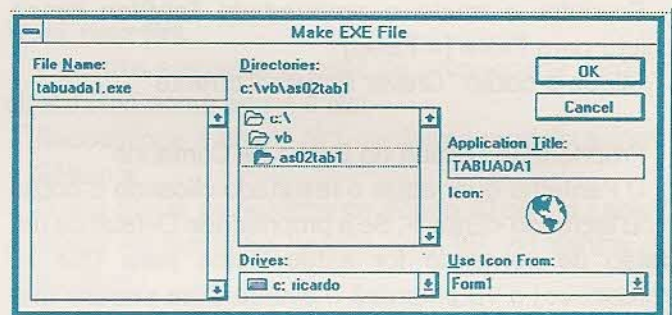 Make EXE File
File Name:
tabuada1.exe
Directories:
c:\vb\as02tab1
c:\
vb
as02tab1
Drives:
c: ricardo
OK
Cancel
Application Title:
TABUADA1
Icon:
Use Icon From:
Form1